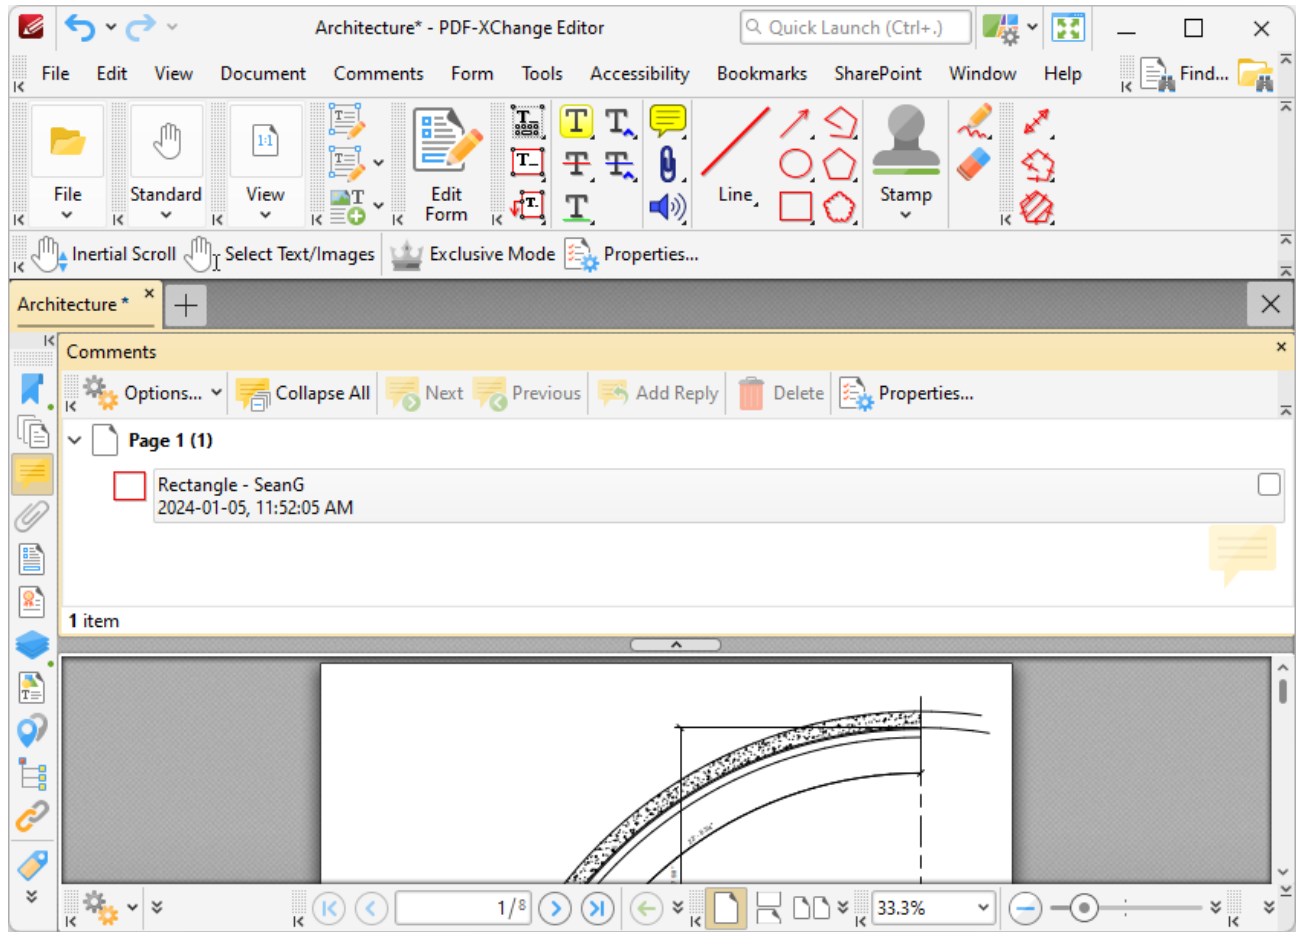 Architecture* - PDF-XChange Editor
Quick Launch (Ctrl+.)
File Edit View Document Comments Form Tools Accessibility Bookmarks SharePoint Window Help Find...
File Standard View Edit Form Line Stamp
Inertial Scroll Select Text/Images Exclusive Mode Properties...
Architecture *
Comments
Options... Collapse All Next Previous Add Reply Delete Properties...
Page 1 (1)
Rectangle - SeanG
2024-01-05, 11:52:05 AM
1 item
1/8 33.3%